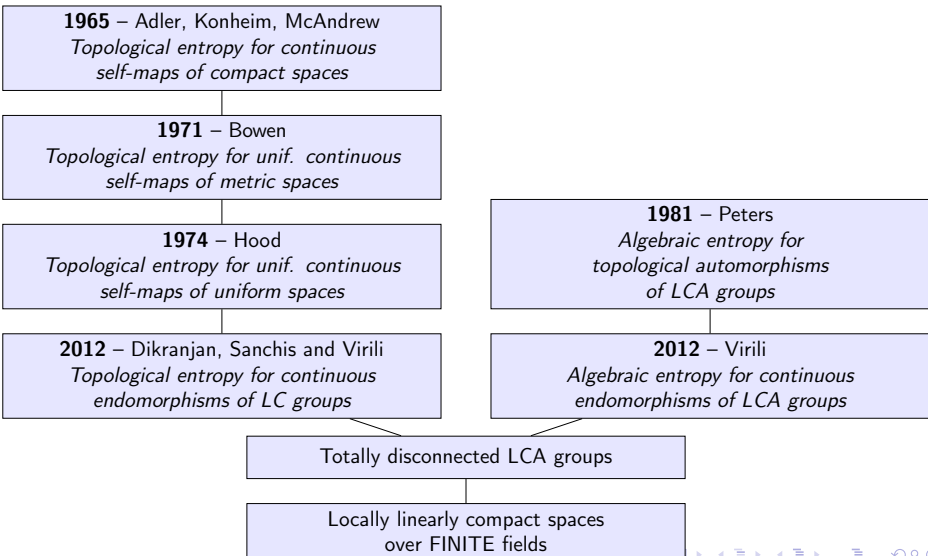 1965 – Adler, Konheim, McAndrew
Topological entropy for continuous
self-maps of compact spaces
1971 – Bowen
Topological entropy for unif. continuous
self-maps of metric spaces
1974 – Hood
Topological entropy for unif. continuous
self-maps of uniform spaces
2012 – Dikranjan, Sanchis and Virili
Topological entropy for continuous
endomorphisms of LC groups
1981 – Peters
Algebraic entropy for
topological automorphisms
of LCA groups
2012 – Virili
Algebraic entropy for continuous
endomorphisms of LCA groups
Totally disconnected LCA groups
Locally linearly compact spaces
over FINITE fields